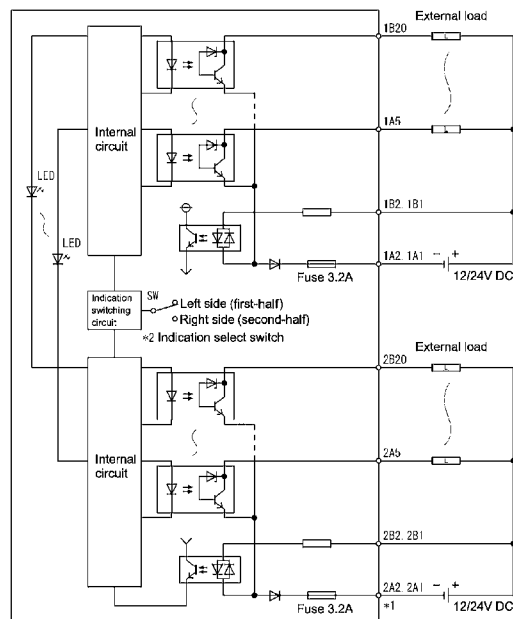 External load
1B20
L
Internal
circuit
1A5
L
LED
LED
1B2. 1B1
1A2. 1A1
- +
Fuse 3.2A
12/24V DC
Indication
switching
circuit
SW
Left side (first-half)
Right side (second-half)
*2 Indication select switch
External load
2B20
L
Internal
circuit
2A5
L
2B2. 2B1
2A2. 2A1
- +
Fuse 3.2A
*1
12/24V DC